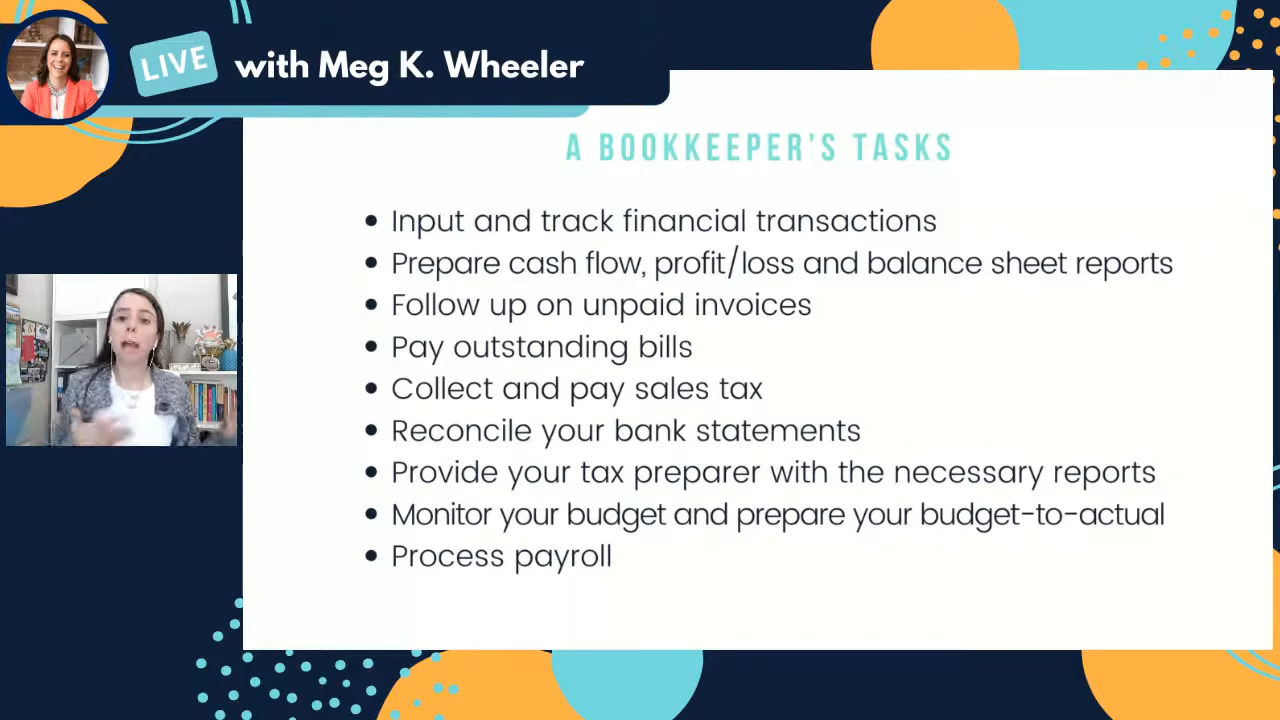 LIVE with Meg K. Wheeler
A BOOKKEEPER'S TASKS
• Input and track financial transactions
• Prepare cash flow, profit/loss and balance sheet reports
• Follow up on unpaid invoices
• Pay outstanding bills
• Collect and pay sales tax
• Reconcile your bank statements
• Provide your tax preparer with the necessary reports
• Monitor your budget and prepare your budget-to-actual
• Process payroll